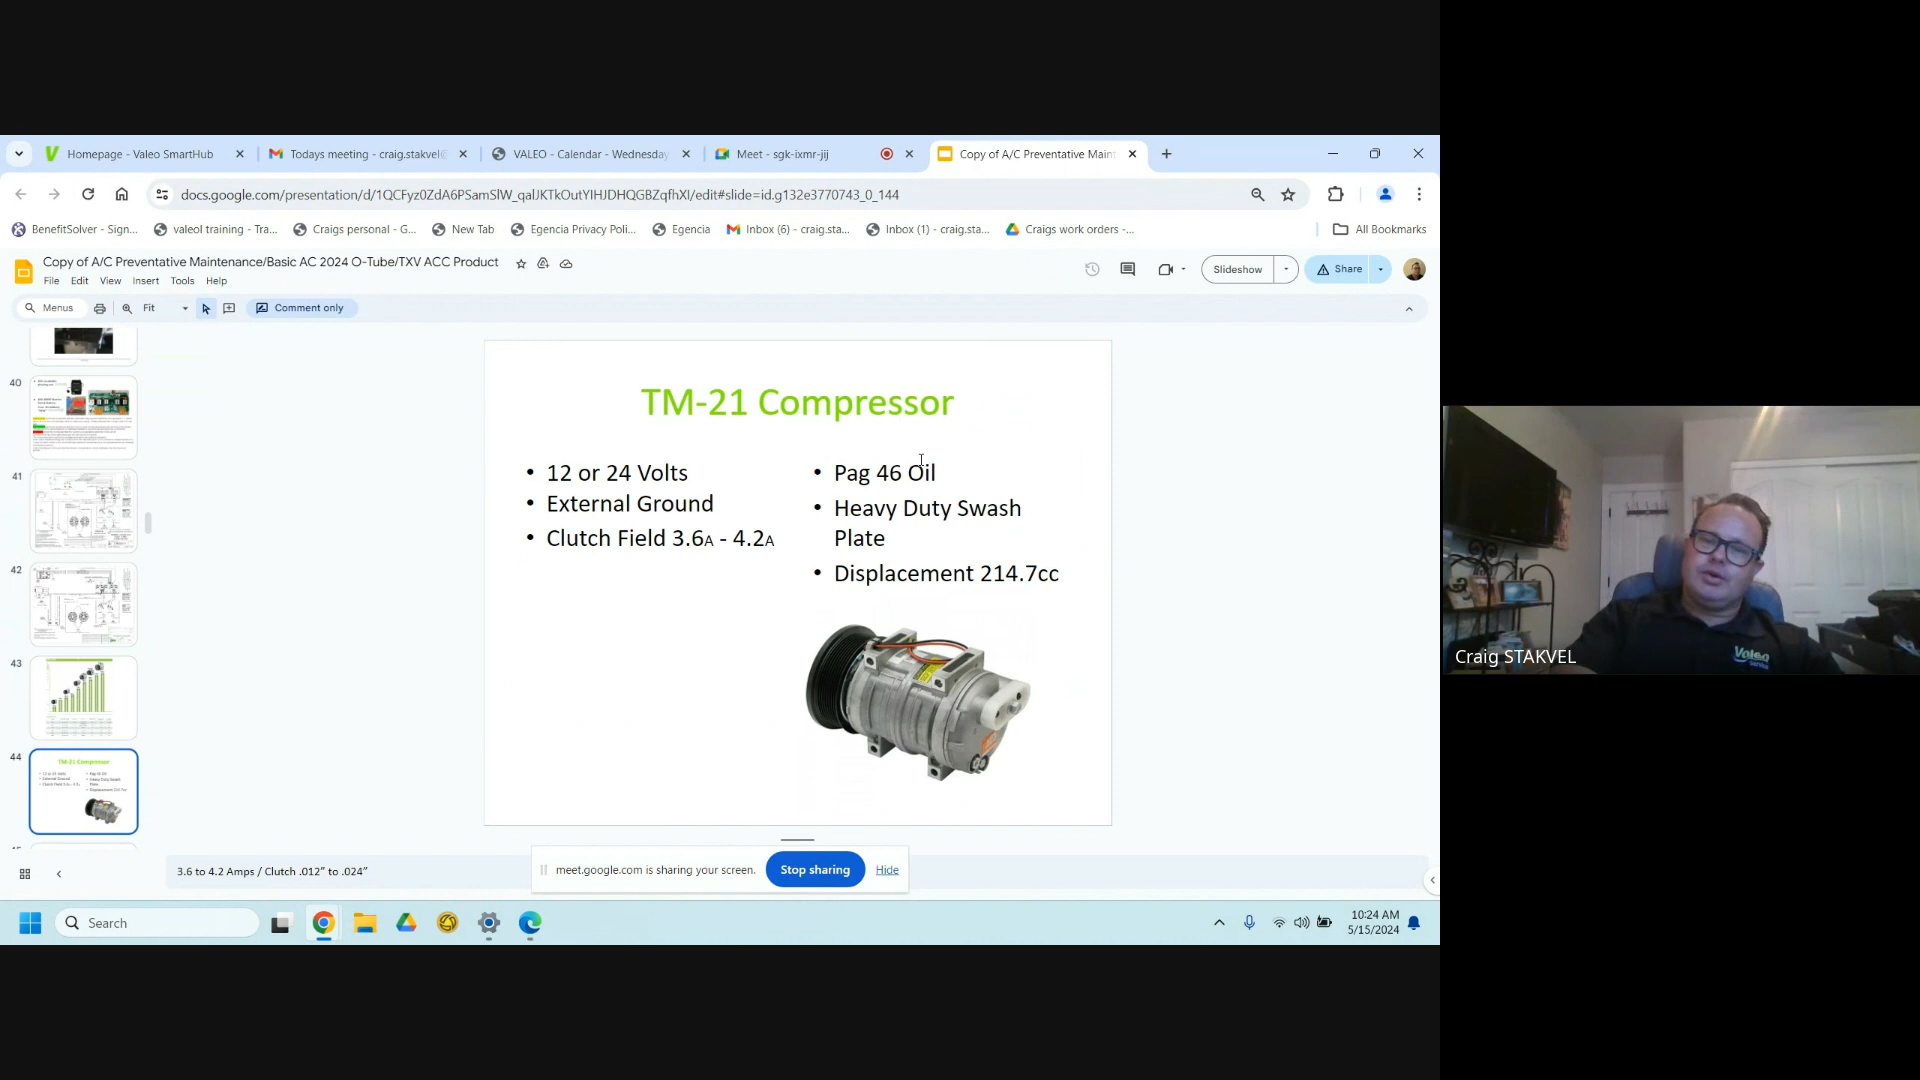 Homepage - Valeo SmartHub
Todays meeting - craig.stakvel@
VALEO - Calendar - Wednesday,
Meet - sgk-ixmr-jij
Copy of A/C Preventative Maint
docs.google.com/presentation/d/1QCFyz0ZdA6PSamSlW_qalJKTkOutYIHJDHQGBZqfhXI/edit#slide=id.g132e3770743_0_144
BenefitSolver - Sign...
valeol training - Tra...
Craigs personal - G...
New Tab
Egencia Privacy Poli...
Egencia
Inbox (6) - craig.sta...
Inbox (1) - craig.sta...
Craigs work orders -...
All Bookmarks
Copy of A/C Preventative Maintenance/Basic AC 2024 O-Tube/TXV ACC Product
File Edit View Insert Tools Help
Slideshow
Share
Menus
Fit
Comment only
40
41
42
43
44
TM-21 Compressor
• 12 or 24 Volts
• External Ground
• Clutch Field 3.6A - 4.2A
• Pag 46 Oil
• Heavy Duty Swash
Plate
• Displacement 214.7cc
3.6 to 4.2 Amps / Clutch .012” to .024”
meet.google.com is sharing your screen.
Stop sharing
Hide
Search
10:24 AM
5/15/2024
Valeo
Service
Craig STAKVEL